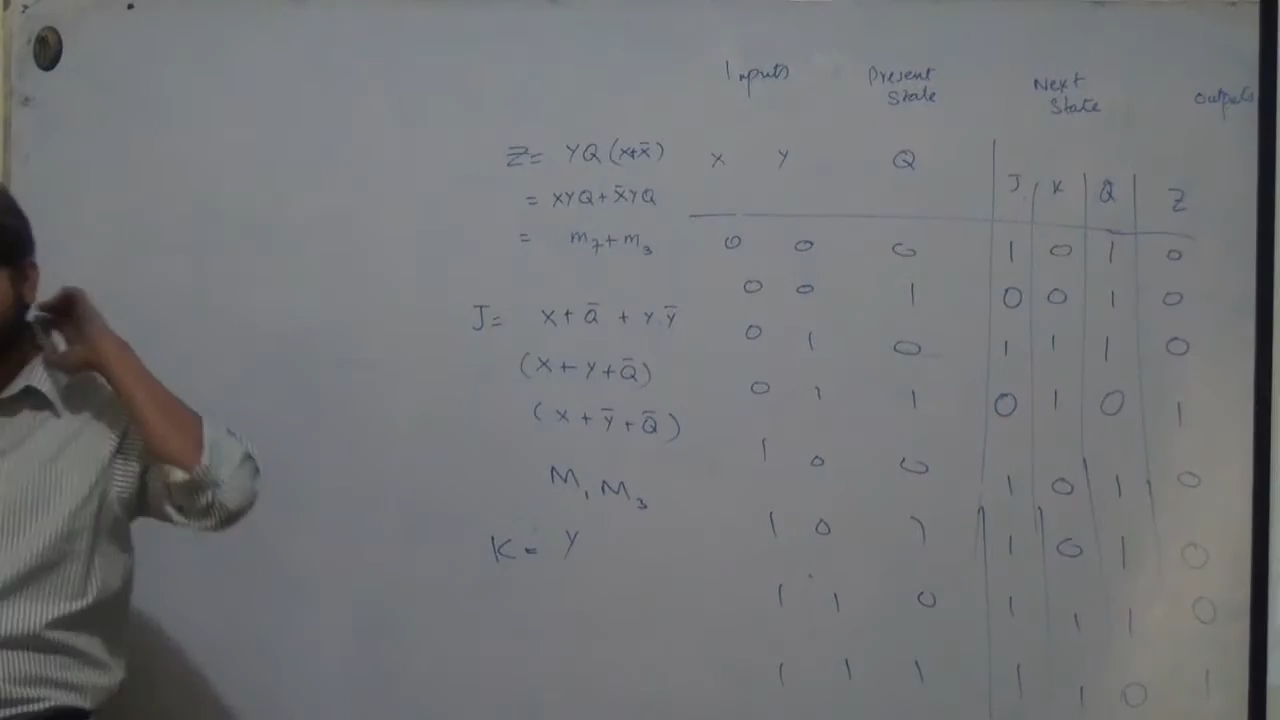 Inputs Present State Next State Outputs
Z = YQ(X+X̄)
= XYQ + X̄YQ
= m₇ + m₃
J = X + Q̄ + Y.Ȳ
(X + Y + Q̄)
(X + Ȳ + Q̄)
M₁ M₃
K = Y
X Y Q J K Q Z
0 0 0 1 0 1 0
0 0 1 0 0 1 0
0 1 0 1 1 1 0
0 1 1 0 1 0 1
1 0 0 1 0 1 0
1 0 1 1 0 1 0
1 1 0 1 1 1 0
1 1 1 1 1 0 1